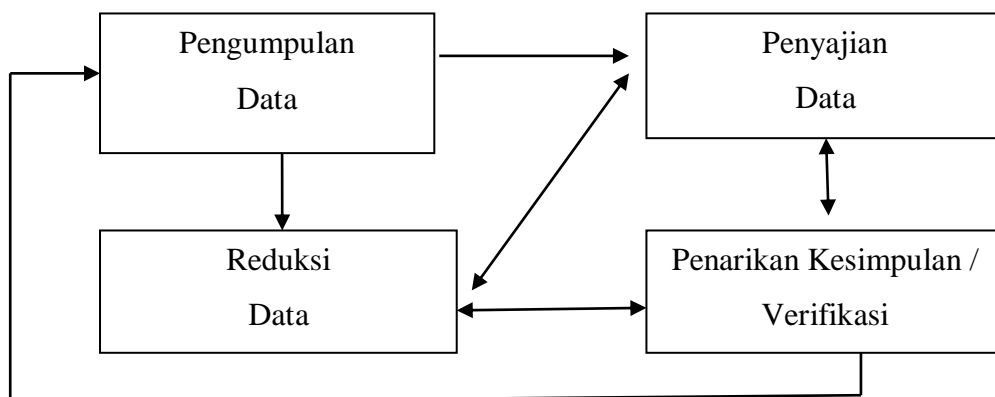 Pengumpulan
Data
Penyajian
Data
Reduksi
Data
Penarikan Kesimpulan /
Verifikasi